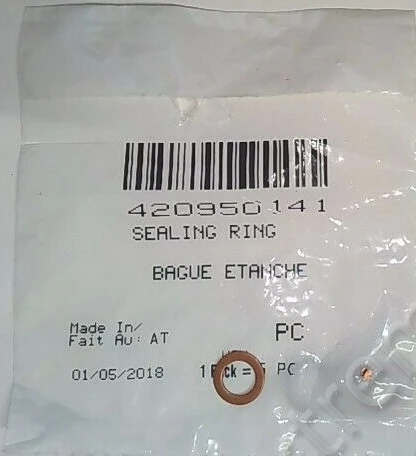 420950141
SEALING RING
BAGUE ETANCHE
Made In/
Fait Au: AT
PC
01/05/2018
1 = PC